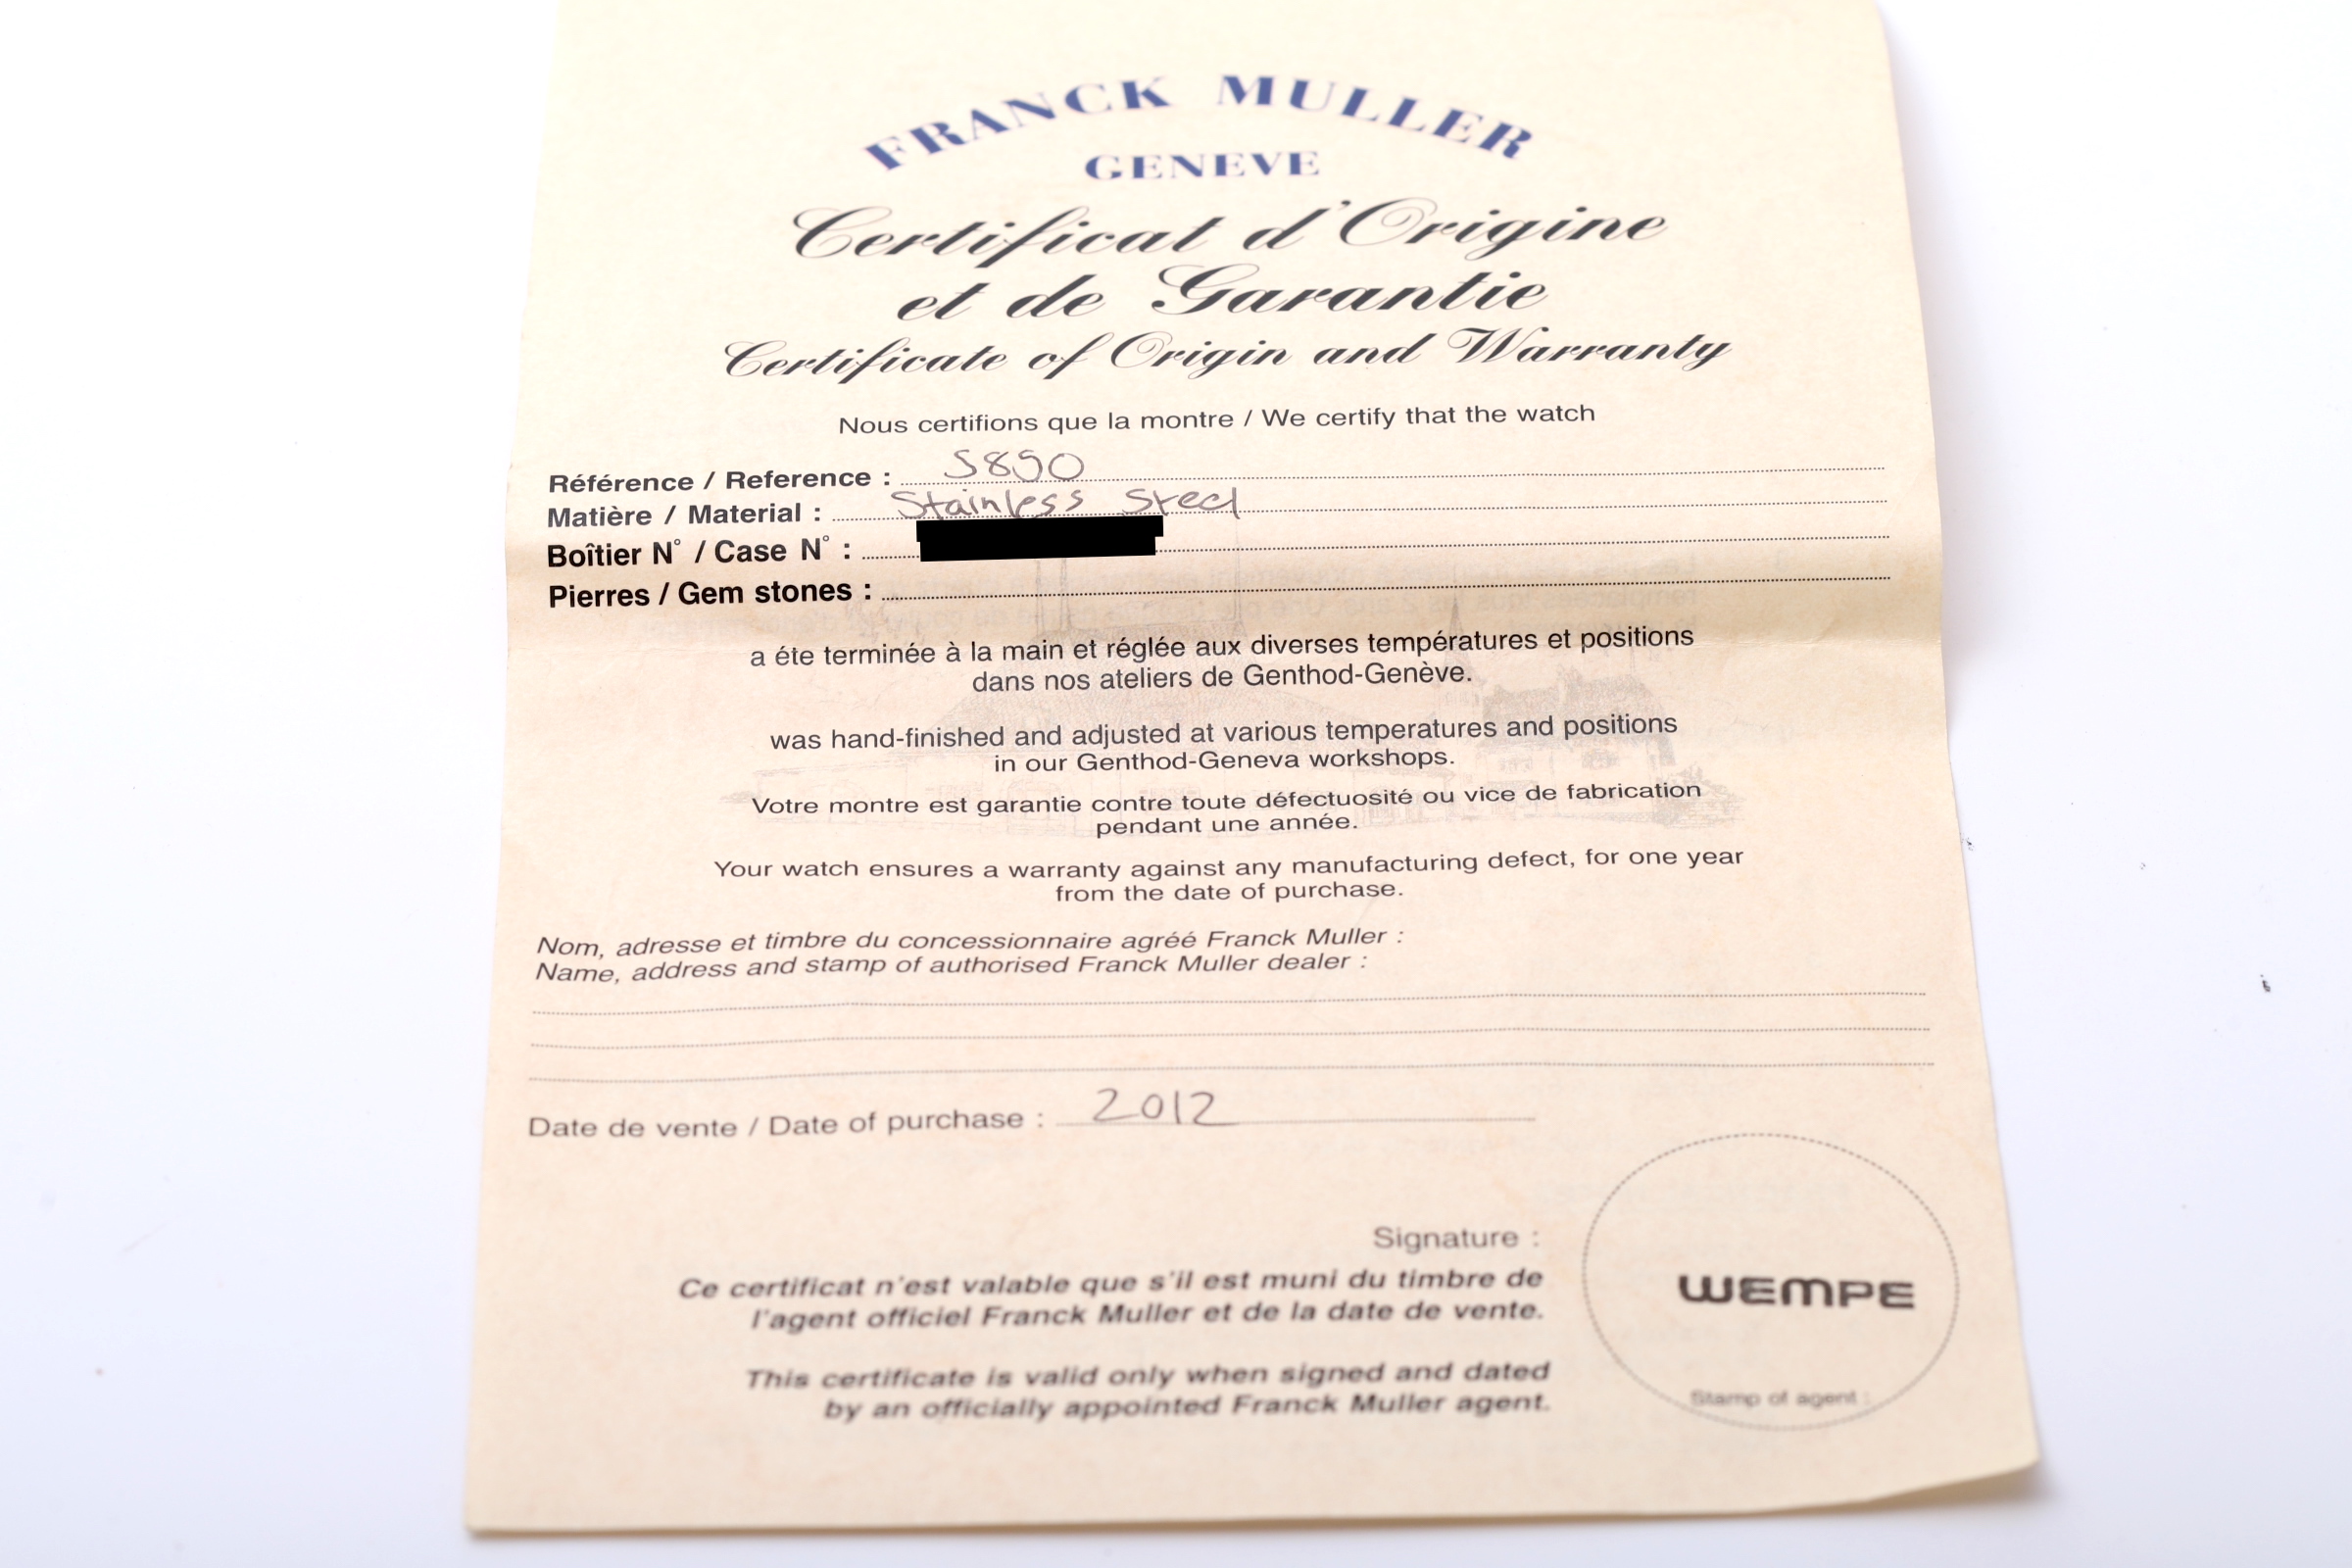 FRANCK MULLER
GENEVE
Certificat d'Origine
et de Garantie
Certificate of Origin and Warranty
Nous certifions que la montre / We certify that the watch
Référence / Reference : 5850
Matière / Material : Stainless Steel
Boîtier N° / Case N° :
Pierres / Gem stones :
a éte terminée à la main et réglée aux diverses températures et positions
dans nos ateliers de Genthod-Genève.
was hand-finished and adjusted at various temperatures and positions
in our Genthod-Geneva workshops.
Votre montre est garantie contre toute défectuosité ou vice de fabrication
pendant une année.
Your watch ensures a warranty against any manufacturing defect, for one year
from the date of purchase.
Nom, adresse et timbre du concessionnaire agréé Franck Muller :
Name, address and stamp of authorised Franck Muller dealer :
Date de vente / Date of purchase : 2012
Signature :
Ce certificat n'est valable que s'il est muni du timbre de
l'agent officiel Franck Muller et de la date de vente.
This certificate is valid only when signed and dated
by an officially appointed Franck Muller agent.
WEMPE
Stamp of agent :